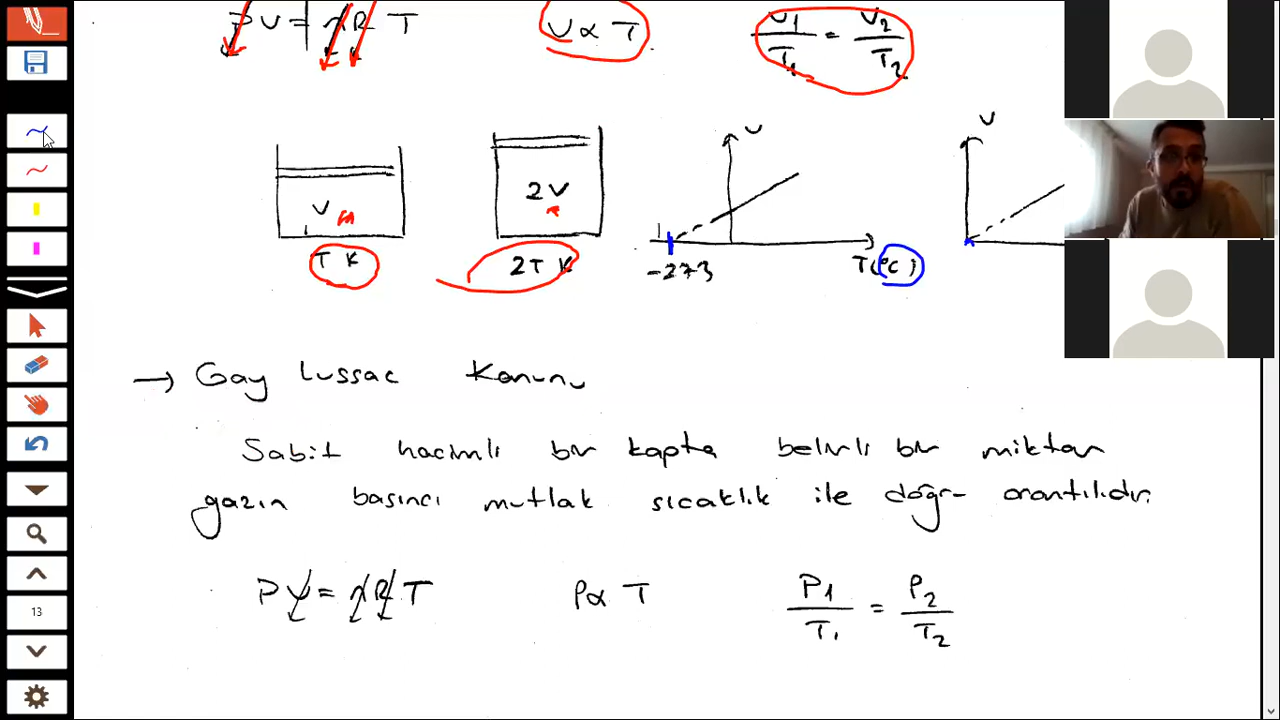 PV = nRT V ∝ T V1/T1 = V2/T2
V 2V V V
T K 2T K -273 T(°C)
→ Gay lussac Kanunu
Sabit hacimli bir kapta belirli bir miktar
gazın basıncı mutlak sıcaklık ile doğru orantılıdır.
PV = nRT P∝ T P1/T1 = P2/T2
13